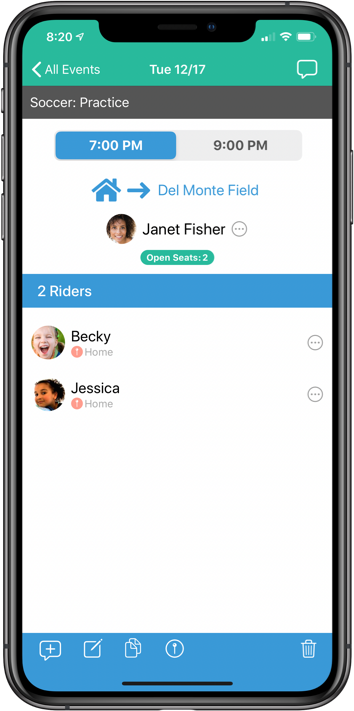 8:20
All Events
Tue 12/17
Soccer: Practice
7:00 PM
9:00 PM
Del Monte Field
Janet Fisher
Open Seats: 2
2 Riders
Becky
Home
Jessica
Home